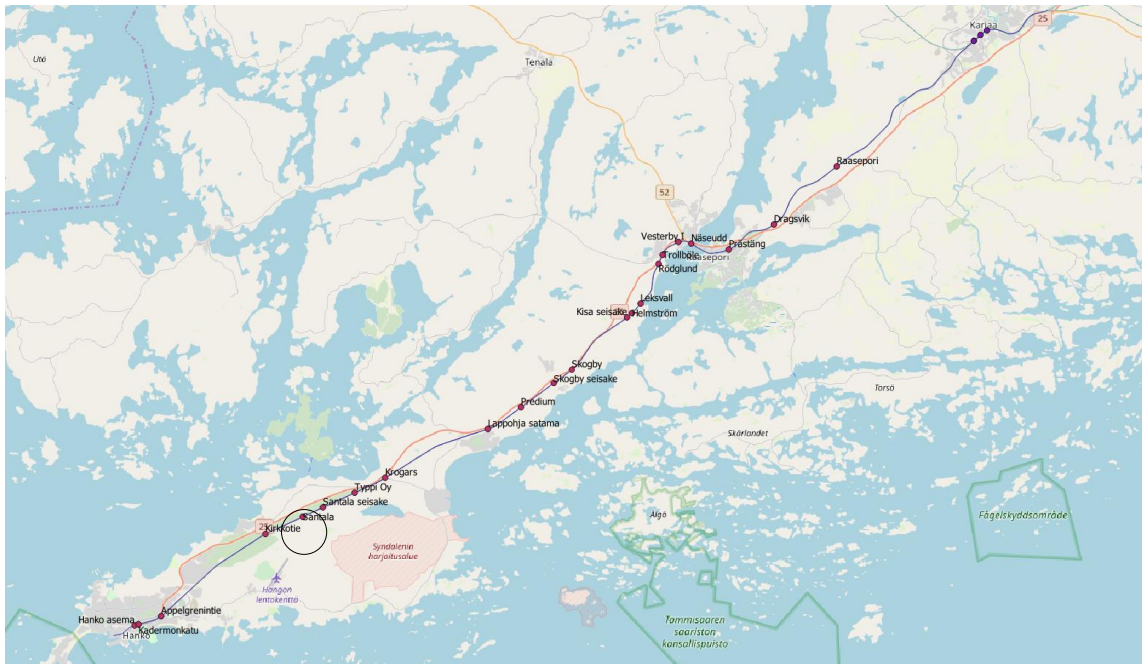 Utö
Karjaa
25
Tenala
Raasepori
52
Dragsvik
Vesterby I
Näseudd
Prästäng
Trollböle
Raasepori
Rödglund
Leksvall
Kisa seisake
Helmström
Skogby
Skogby seisake
Torsö
Predium
Lappohja satama
Skärlandet
Krogars
Typpi Oy
Santala seisake
Santala
Älgö
Fågelskyddsområde
25
Kirkkotie
Syndalenin
harjoitusalue
Hangon
lentokenttä
Appelgrenintie
Hanko asema
Kadermonkatu
Hanko
Tammisaaren
saariston
kansallispuisto